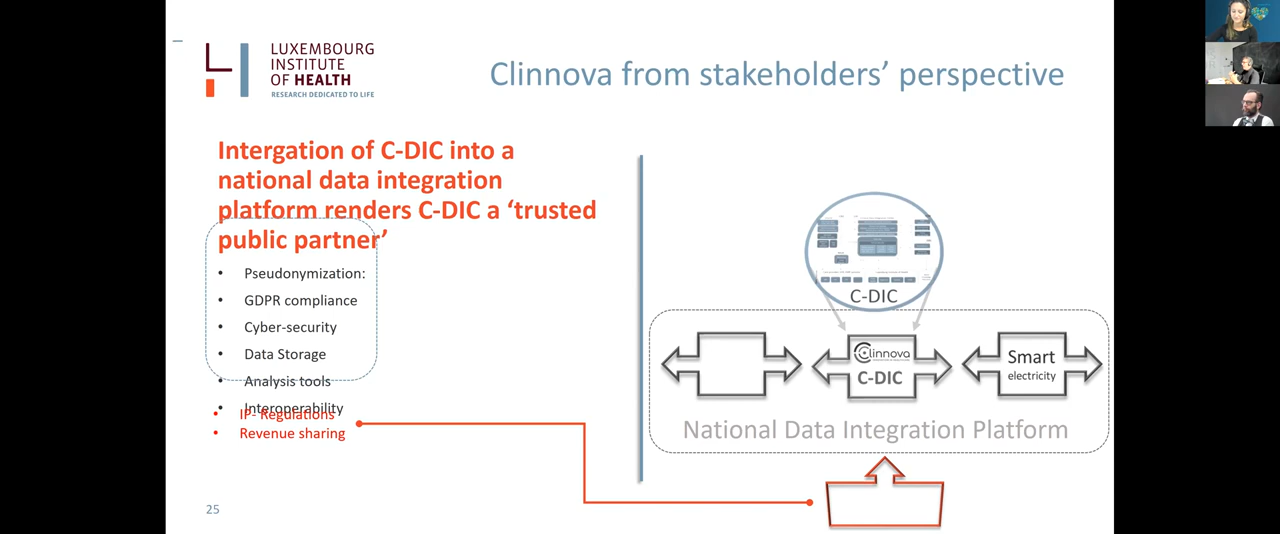 LUXEMBOURG
INSTITUTE
OF HEALTH
RESEARCH DEDICATED TO LIFE
Clinnova from stakeholders' perspective
Intergation of C-DIC into a
national data integration
platform renders C-DIC a ‘trusted
public partner’
• Pseudonymization:
• GDPR compliance
• Cyber-security
• Data Storage
• Analysis tools
• Interoperability
• IP- Regulations
• Revenue sharing
C-DIC
Clinnova
C-DIC
Smart
electricity
National Data Integration Platform
25